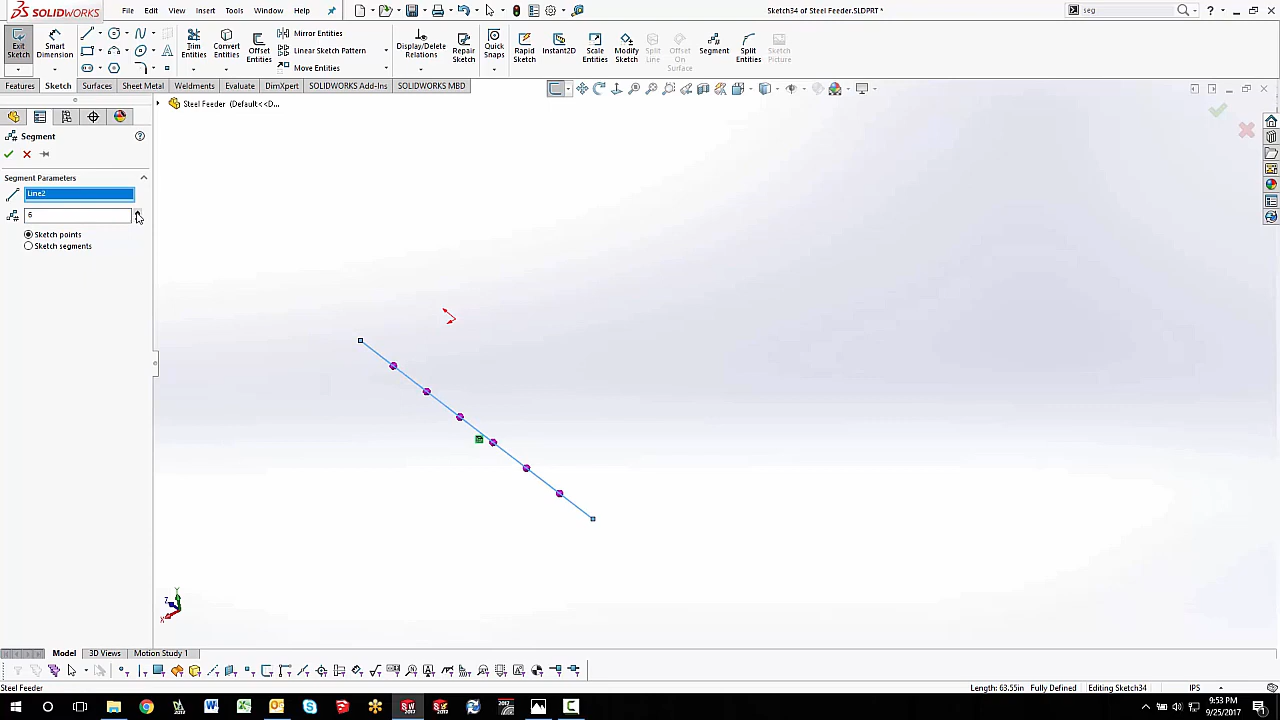 SOLIDWORKS
File Edit View Insert Tools Window Help
Sketch34 of Steel Feeder.SLDPRT *
seg
Exit Sketch
Smart Dimension
Trim Entities
Convert Entities
Offset Entities
Mirror Entities
Linear Sketch Pattern
Move Entities
Display/Delete Relations
Repair Sketch
Quick Snaps
Rapid Sketch
Instant2D
Scale Entities
Modify Sketch
Split Line
Offset On Surface
Segment
Split Entities
Sketch Picture
Features Sketch Surfaces Sheet Metal Weldments Evaluate DimXpert SOLIDWORKS Add-Ins SOLIDWORKS MBD
Steel Feeder (Default<<D...
Segment
Segment Parameters
Line2
6
Sketch points
Sketch segments
Y
Z
X
Model 3D Views Motion Study 1
Steel Feeder
Length: 63.55in Fully Defined Editing Sketch34 IPS
9:53 PM
9/25/2017